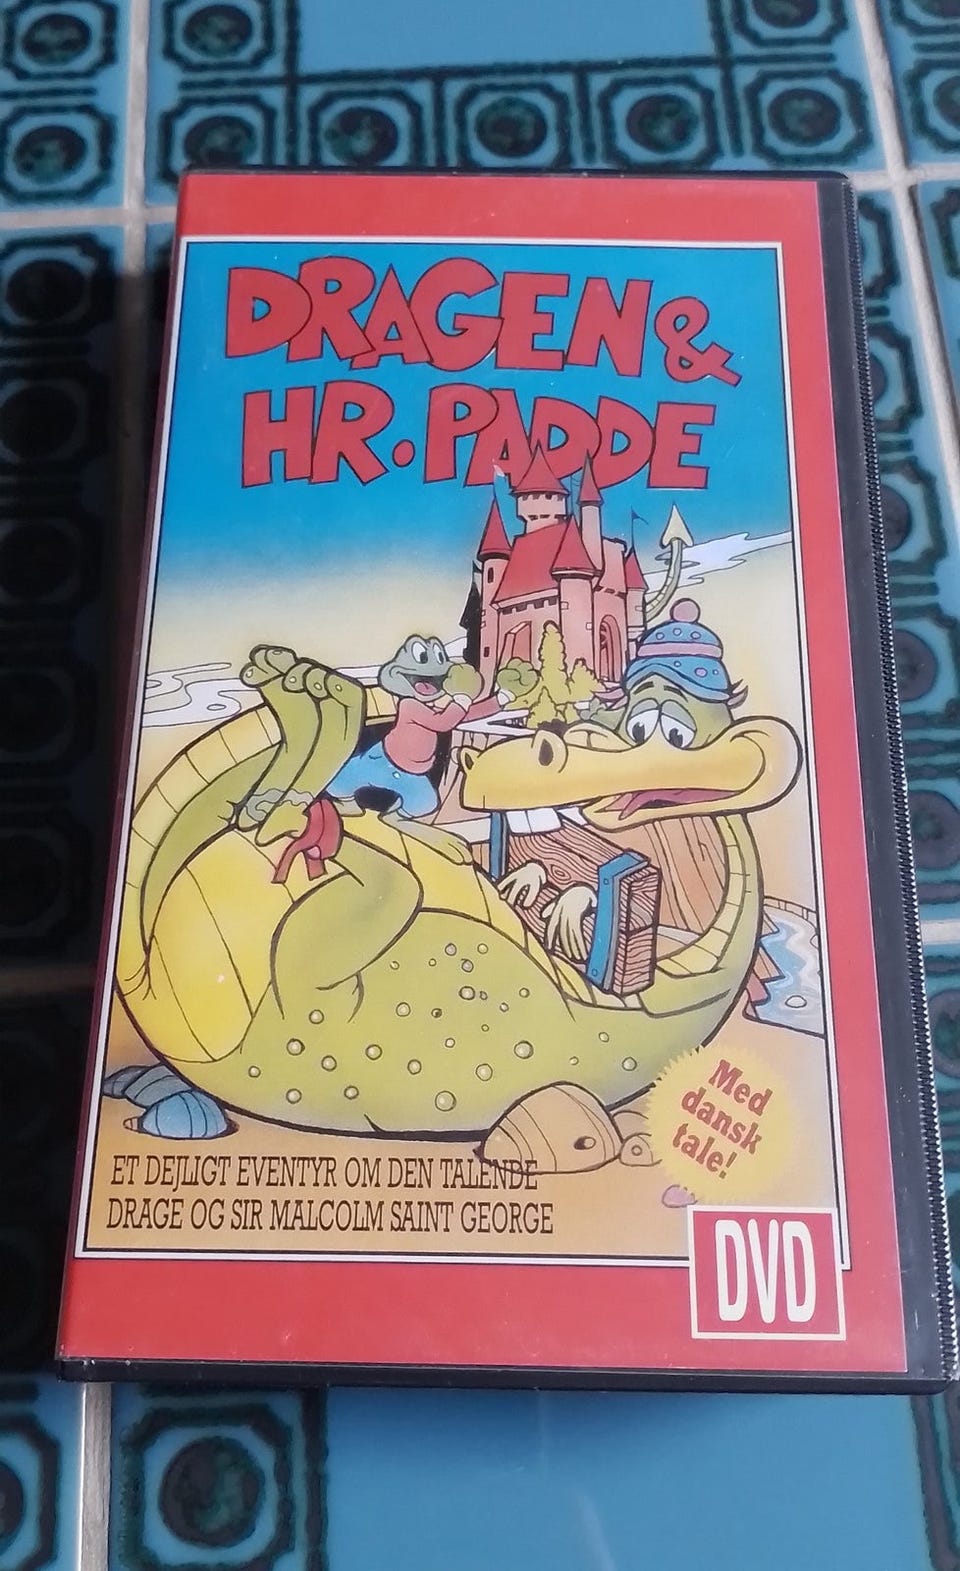 DRAGEN &
HR. PADDE
Med
dansk
tale!
ET DEJLIGT EVENTYR OM DEN TALENDE
DRAGE OG SIR MALCOLM SAINT GEORGE
DVD